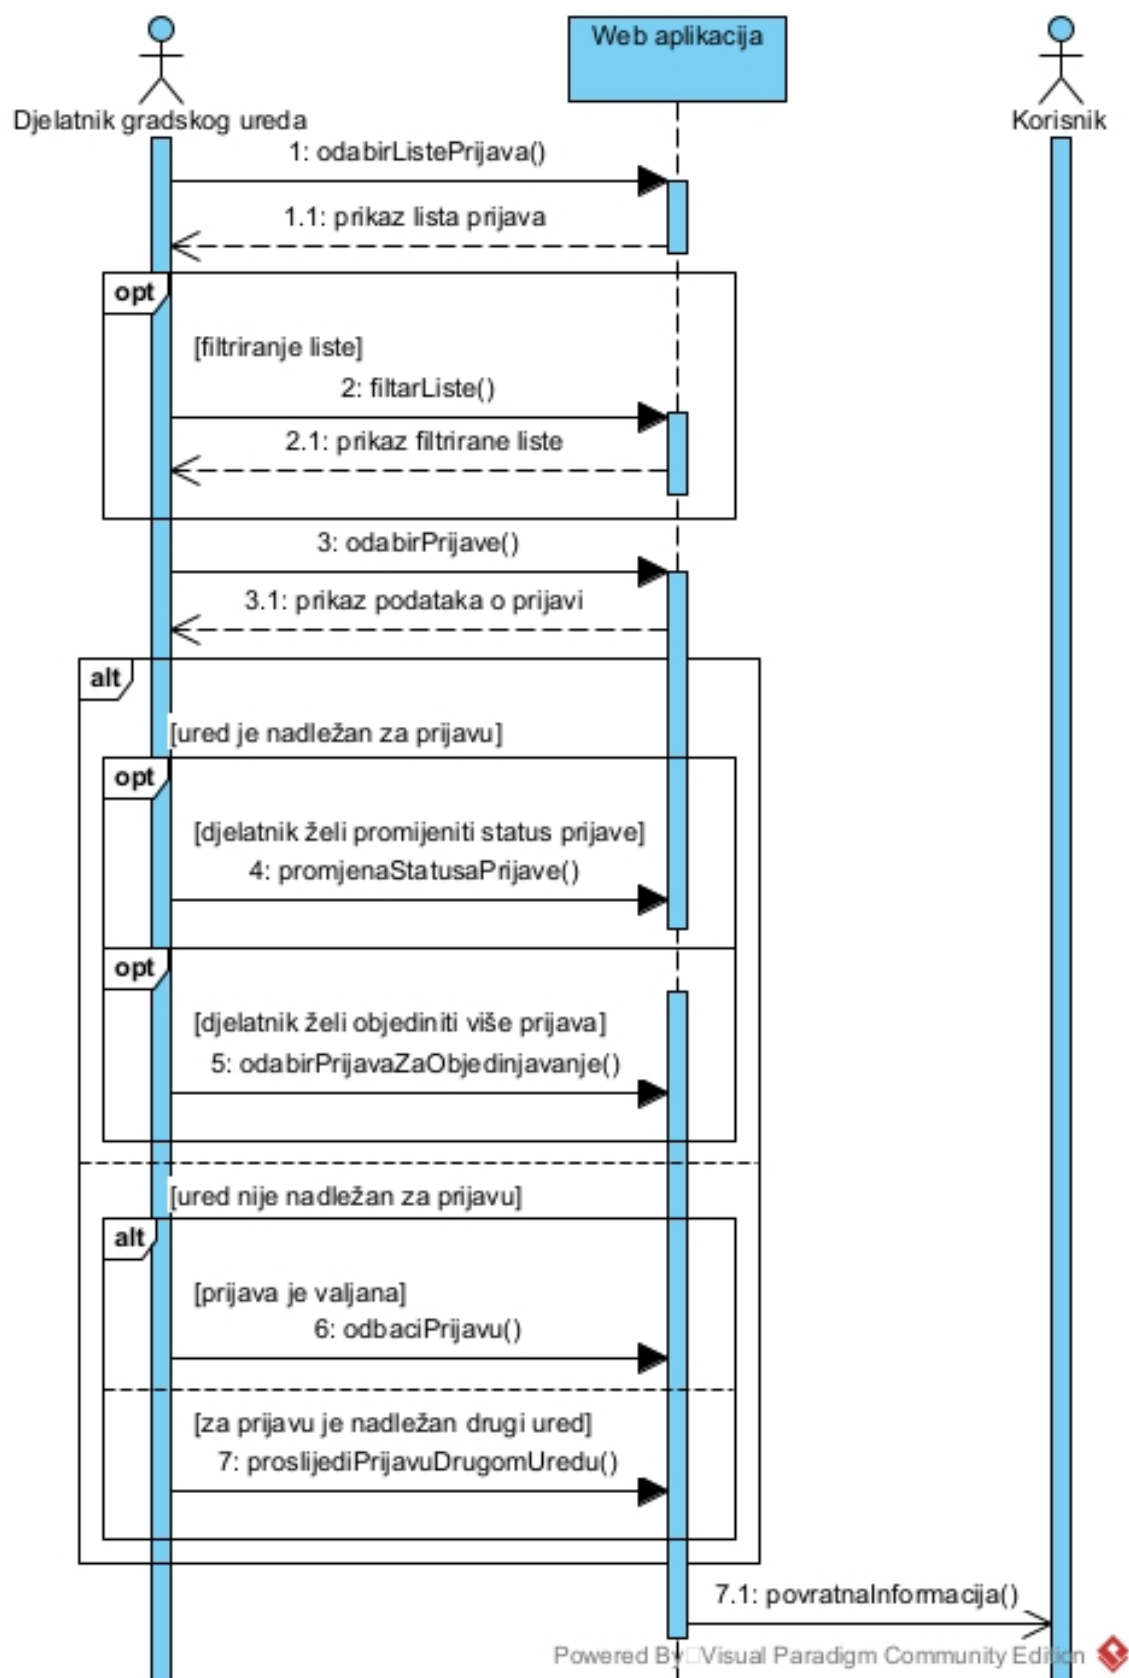 Web aplikacija
Djelatnik gradskog ureda
Korisnik
1: odabirListePrijava()
1.1: prikaz lista prijava
opt
[filtriranje liste]
2: filtarListe()
2.1: prikaz filtrirane liste
3: odabirPrijave()
3.1: prikaz podataka o prijavi
alt
[ured je nadležan za prijavu]
opt
[djelatnik želi promijeniti status prijave]
4: promjenaStatusaPrijave()
opt
[djelatnik želi objediniti više prijava]
5: odabirPrijavaZaObjedinjavanje()
[ured nije nadležan za prijavu]
alt
[prijava je valjana]
6: odbaciPrijavu()
[za prijavu je nadležan drugi ured]
7: proslijediPrijavuDrugomUredu()
7.1: povratnaInformacija()
Powered By Visual Paradigm Community Edition